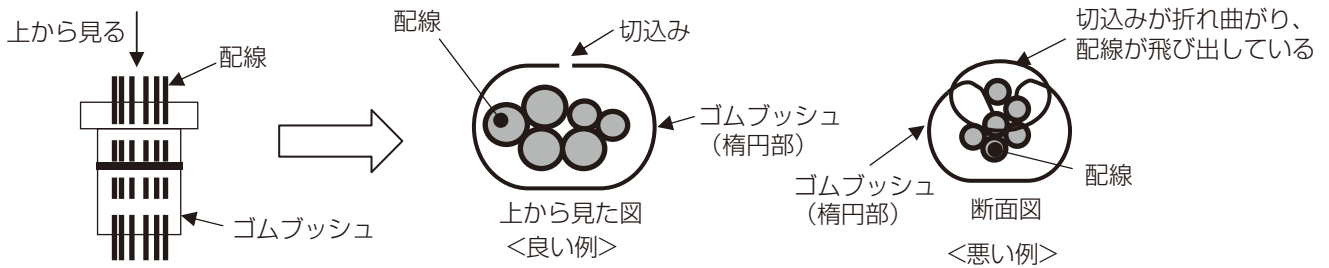 上から見る
配線
ゴムブッシュ
配線
切込み
ゴムブッシュ
（楕円部）
上から見た図
＜良い例＞
切込みが折れ曲がり、
配線が飛び出している
ゴムブッシュ
（楕円部）
配線
断面図
＜悪い例＞